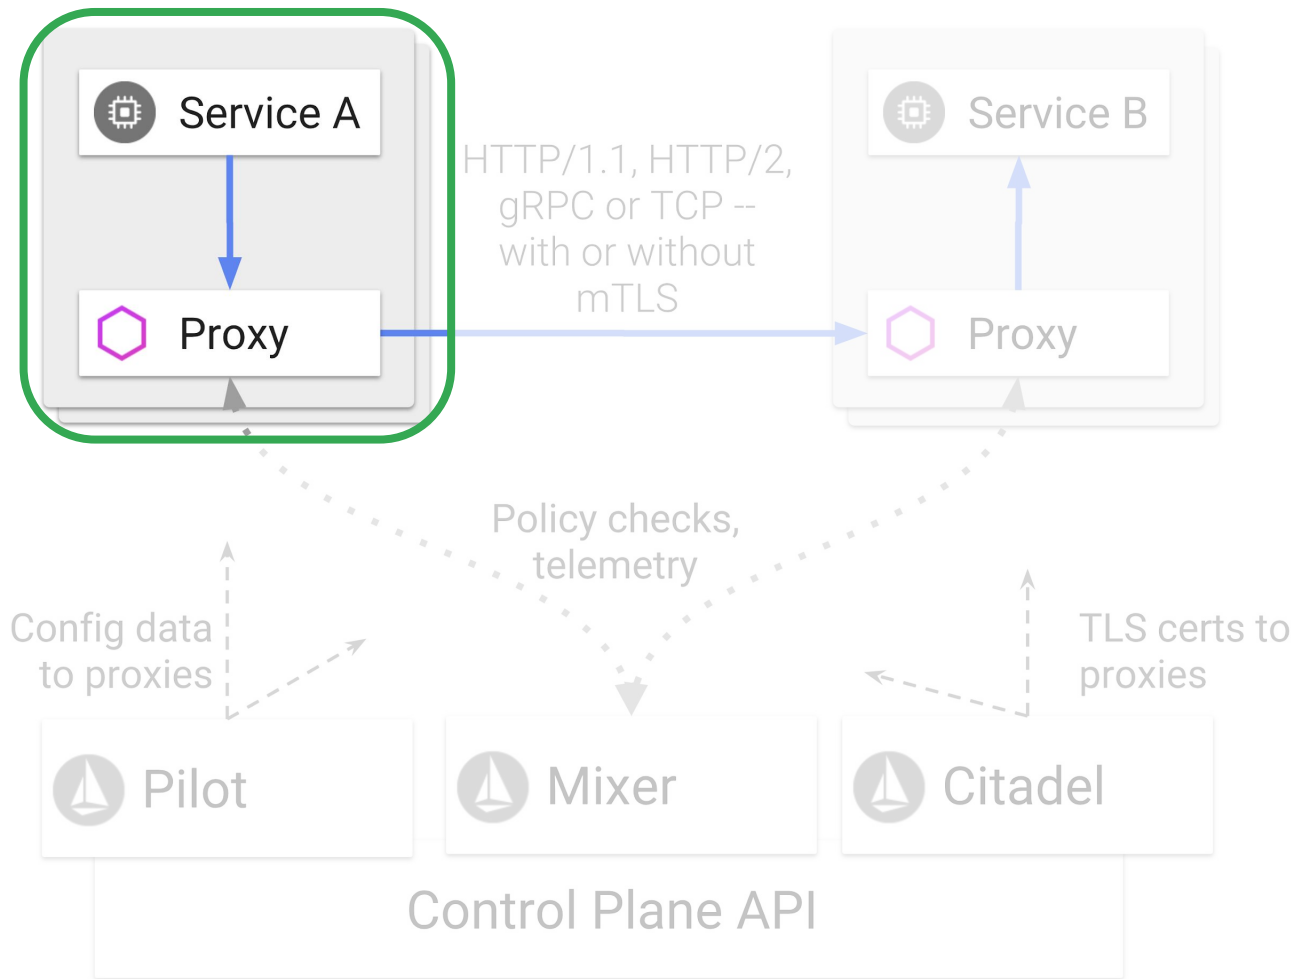 Service A
Service B
HTTP/1.1, HTTP/2,
gRPC or TCP --
with or without
mTLS
Proxy
Proxy
Policy checks,
telemetry
Config data
to proxies
TLS certs to
proxies
Pilot
Mixer
Citadel
Control Plane API